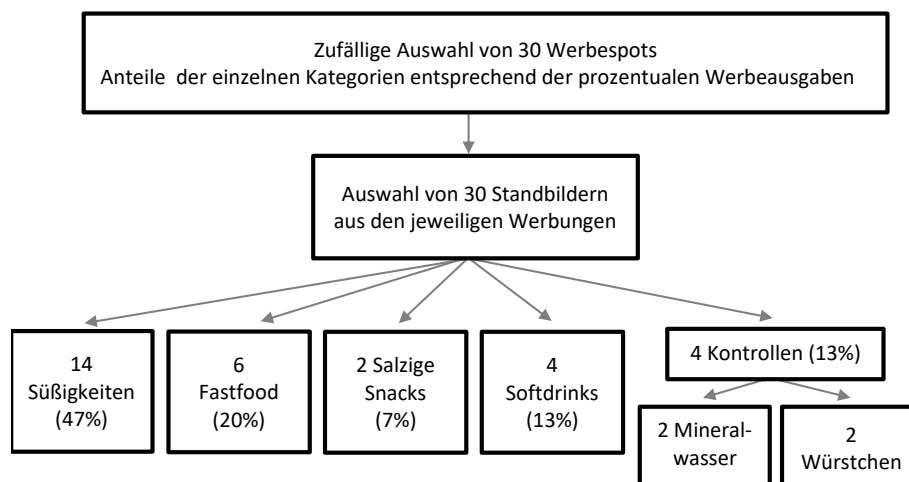 Zufällige Auswahl von 30 Werbespots
Anteile der einzelnen Kategorien entsprechend der prozentualen Werbeausgaben
Auswahl von 30 Standbildern
aus den jeweiligen Werbungen
14
Süßigkeiten
(47%)
6
Fastfood
(20%)
2 Salzige
Snacks
(7%)
4
Softdrinks
(13%)
4 Kontrollen (13%)
2 Mineral-
wasser
2
Würstchen